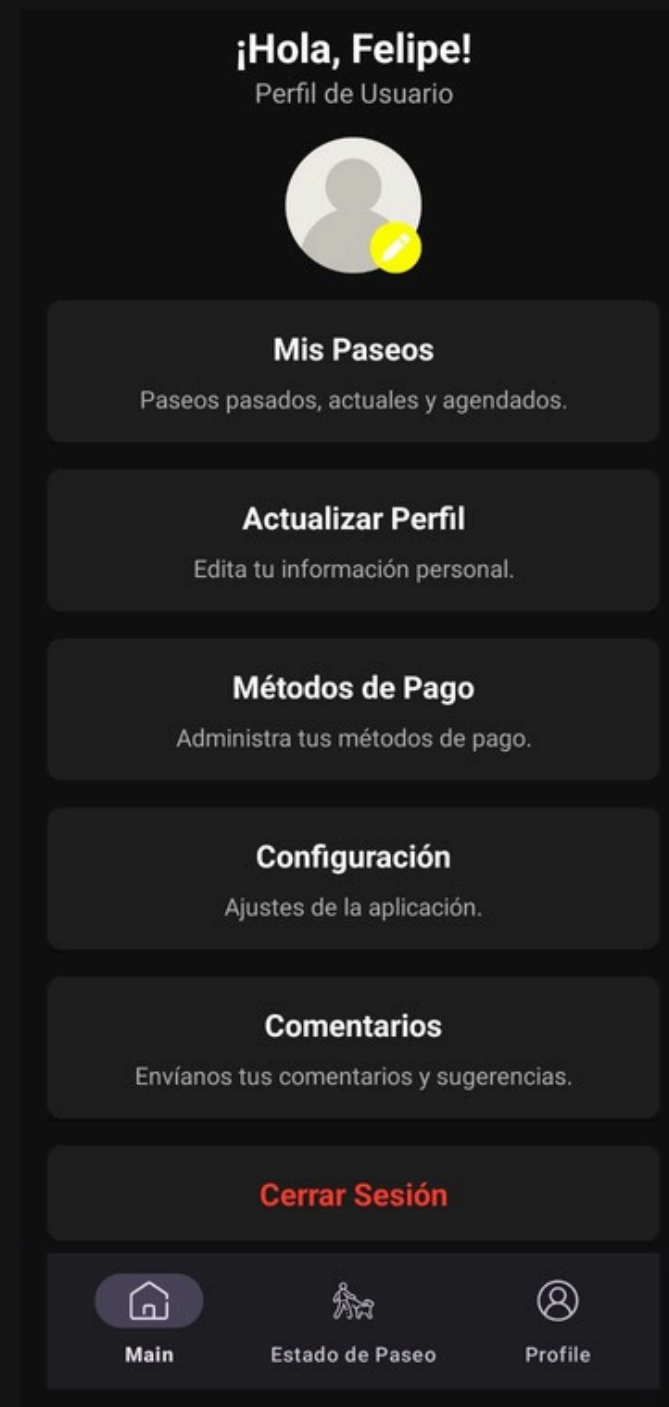 ¡Hola, Felipe!
Perfil de Usuario
Mis Paseos
Paseos pasados, actuales y agendados.
Actualizar Perfil
Edita tu información personal.
Métodos de Pago
Administra tus métodos de pago.
Configuración
Ajustes de la aplicación.
Comentarios
Envíanos tus comentarios y sugerencias.
Cerrar Sesión
Main
Estado de Paseo
Profile